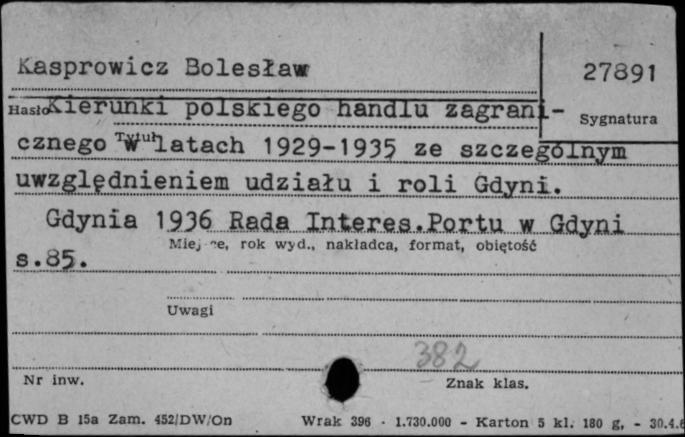 Kasprowicz Bolesław
27891
Hasło Kierunki polskiego handlu zagrani-
Sygnatura
cznego w latach 1929-1935 ze szczególnym
Tytuł
uwzględnieniem udziału i roli Gdyni.
Gdynia 1936 Rada Interes.Portu w Gdyni
Miejsce, rok wyd., nakładca, format, obiętość
s.85.
Uwagi
382
Nr inw.
Znak klas.
CWD B 15a Zam. 452/DW/On Wrak 396 - 1.730.000 - Karton 5 kl. 180 g, - 30.4.